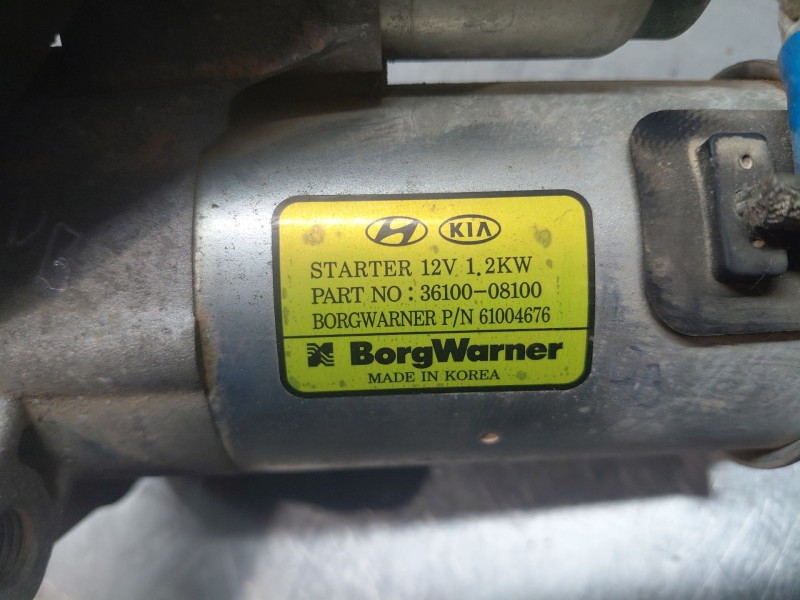 KIA
STARTER 12V 1.2KW
PART NO : 36100-08100
BORGWARNER P/N 61004676
BorgWarner
MADE IN KOREA